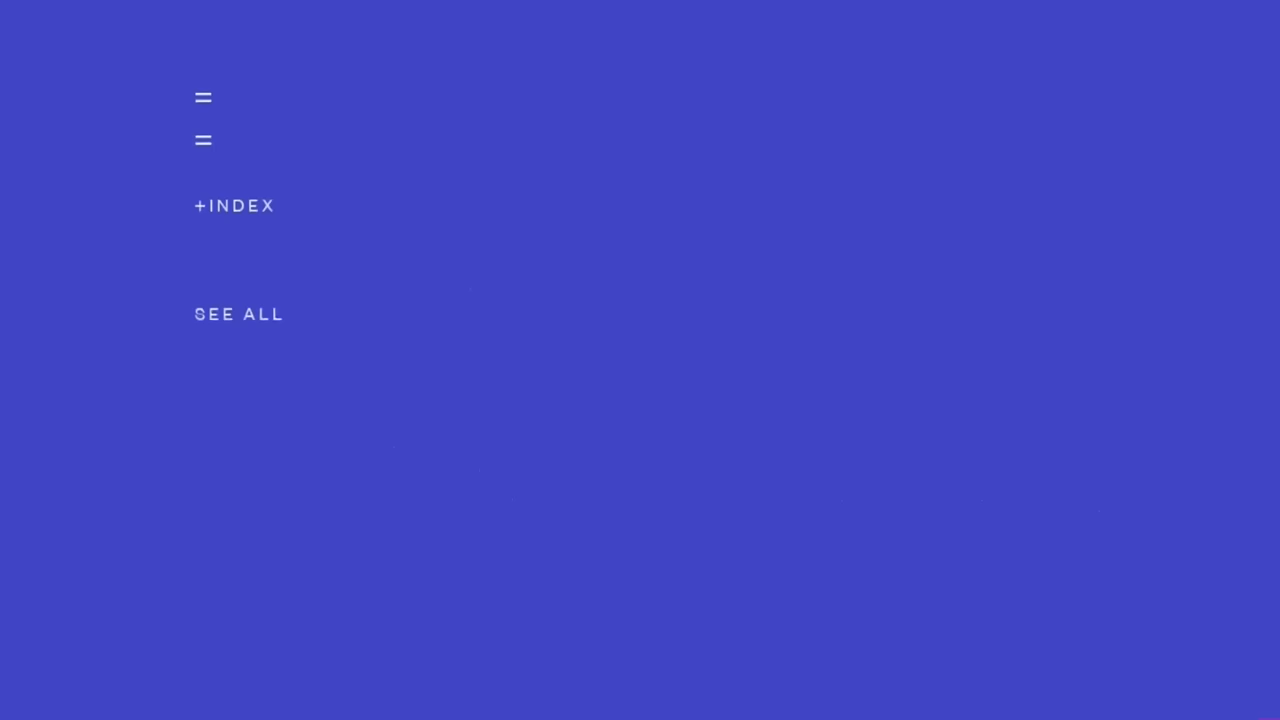 =
=
+INDEX
SEE ALL